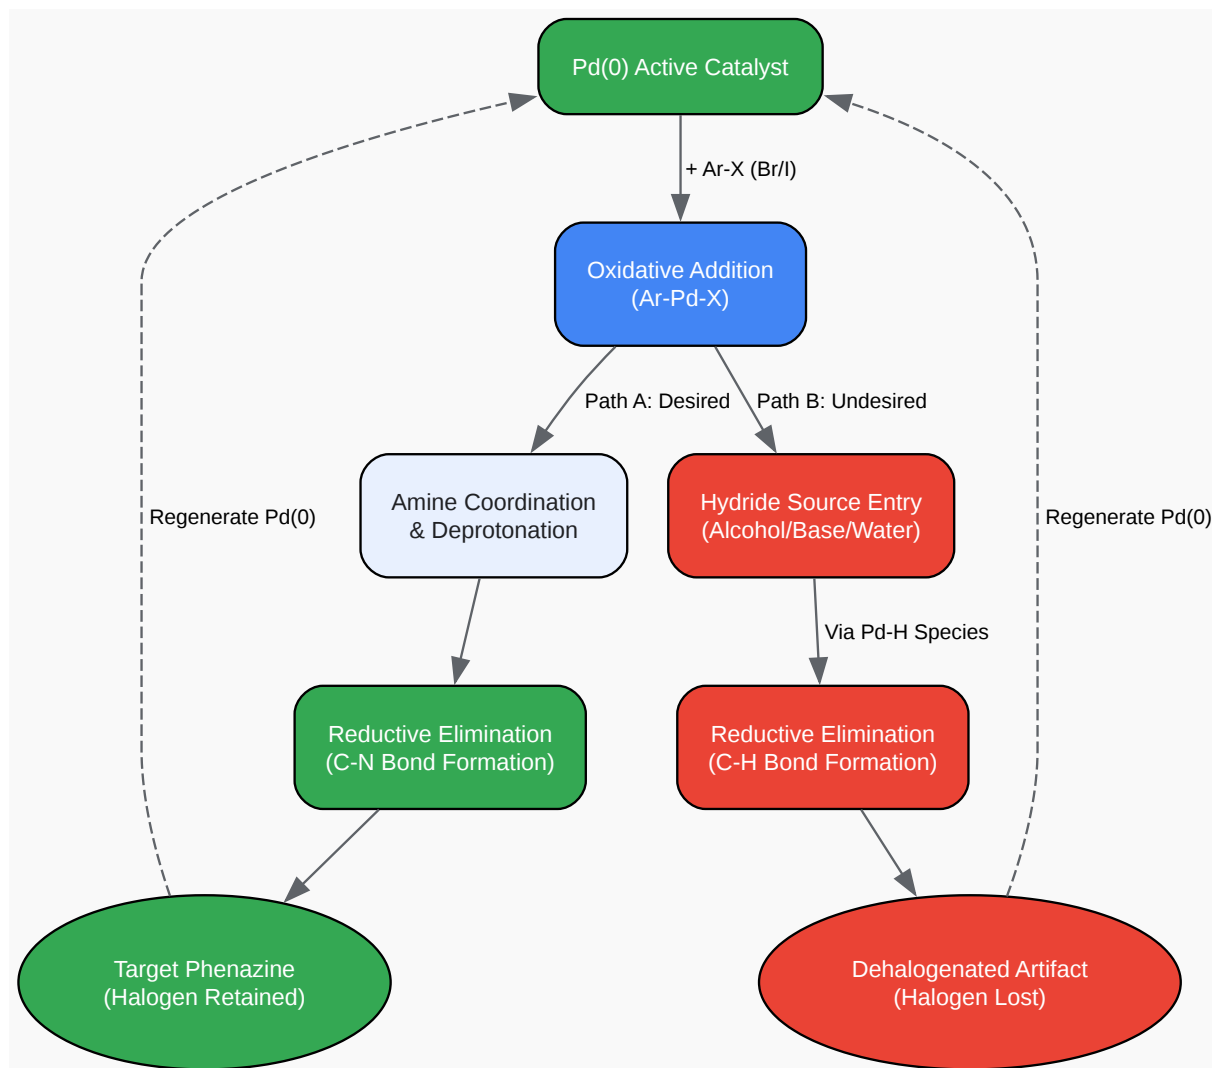 Pd(0) Active Catalyst
+ Ar-X (Br/I)
Oxidative Addition
(Ar-Pd-X)
Path A: Desired
Path B: Undesired
Amine Coordination
& Deprotonation
Hydride Source Entry
(Alcohol/Base/Water)
Regenerate Pd(0)
Regenerate Pd(0)
Via Pd-H Species
Reductive Elimination
(C-N Bond Formation)
Reductive Elimination
(C-H Bond Formation)
Target Phenazine
(Halogen Retained)
Dehalogenated Artifact
(Halogen Lost)